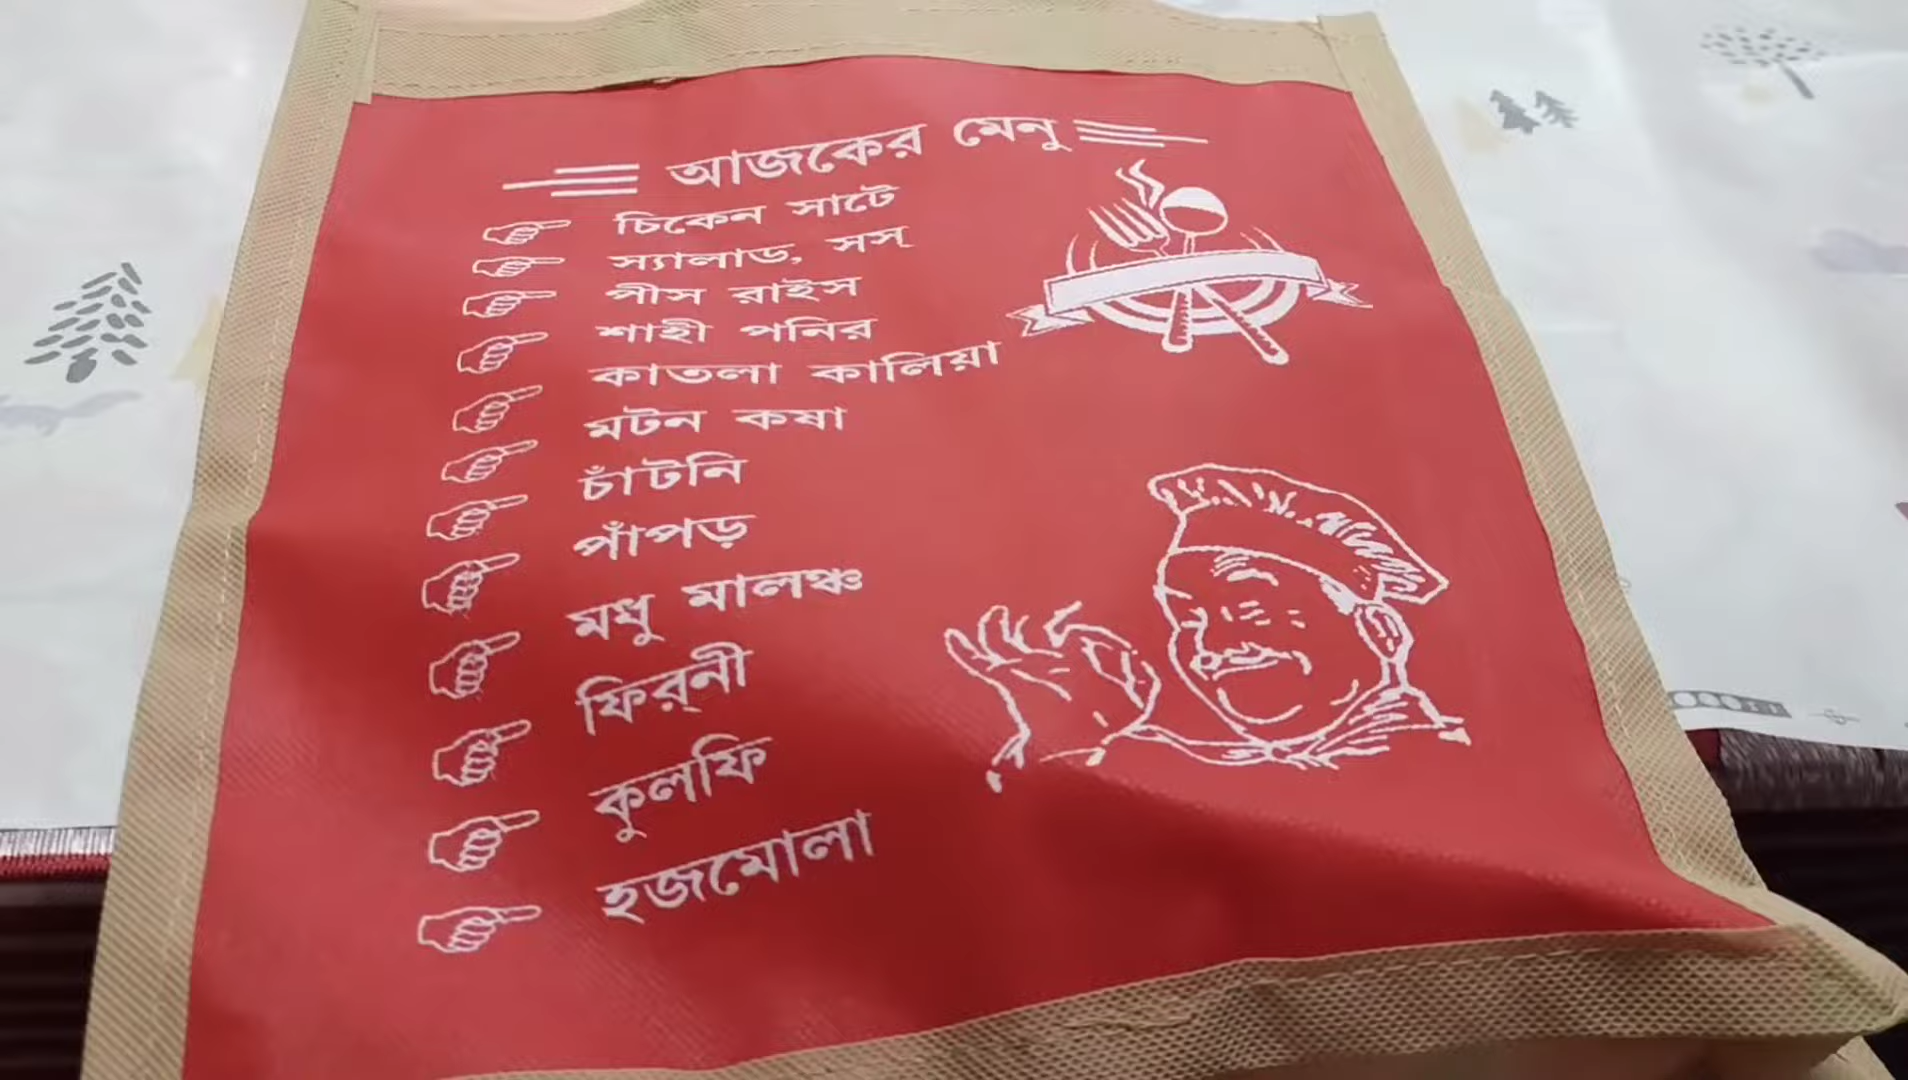 আজকের মেনু
চিকেন সাটে
স্যালাড, সস্
পীস রাইস
শাহী পনির
কাতলা কালিয়া
মটন কষা
চাঁটনি
পাঁপড়
মধু মালঞ্চ
ফির্‌নী
কুলফি
হজমোলা